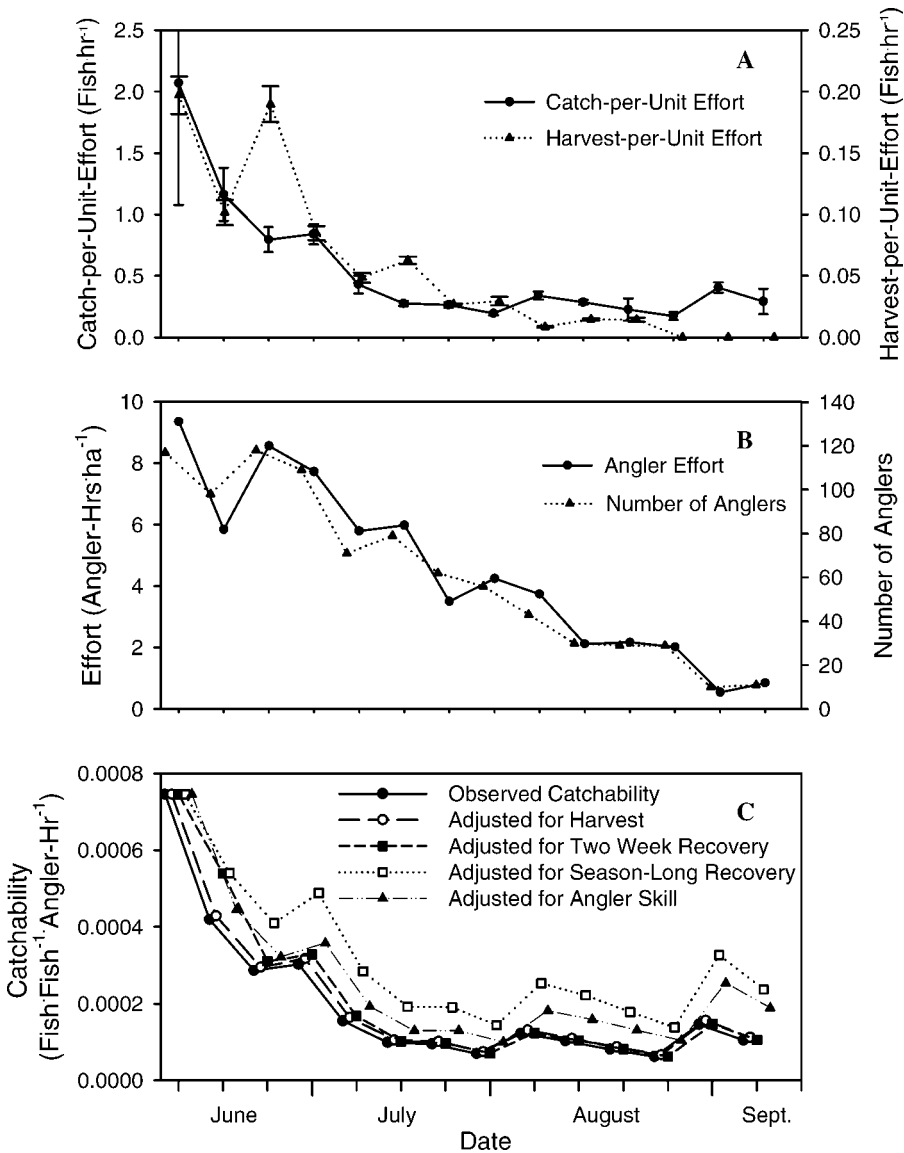 A
Catch-per-Unit-Effort (Fish·hr⁻¹)
2.5
2.0
1.5
1.0
0.5
0.0
Catch-per-Unit Effort
Harvest-per-Unit Effort
0.25
0.20
0.15
0.10
0.05
0.00
Harvest-per-Unit-Effort (Fish·hr⁻¹)
B
Effort (Angler-Hrs·ha⁻¹)
10
8
6
4
2
0
Angler Effort
Number of Anglers
140
120
100
80
60
40
20
0
Number of Anglers
C
Catchability
(Fish·Fish⁻¹·Angler-Hr⁻¹)
0.0008
0.0006
0.0004
0.0002
0.0000
Observed Catchability
Adjusted for Harvest
Adjusted for Two Week Recovery
Adjusted for Season-Long Recovery
Adjusted for Angler Skill
June July August Sept.
Date